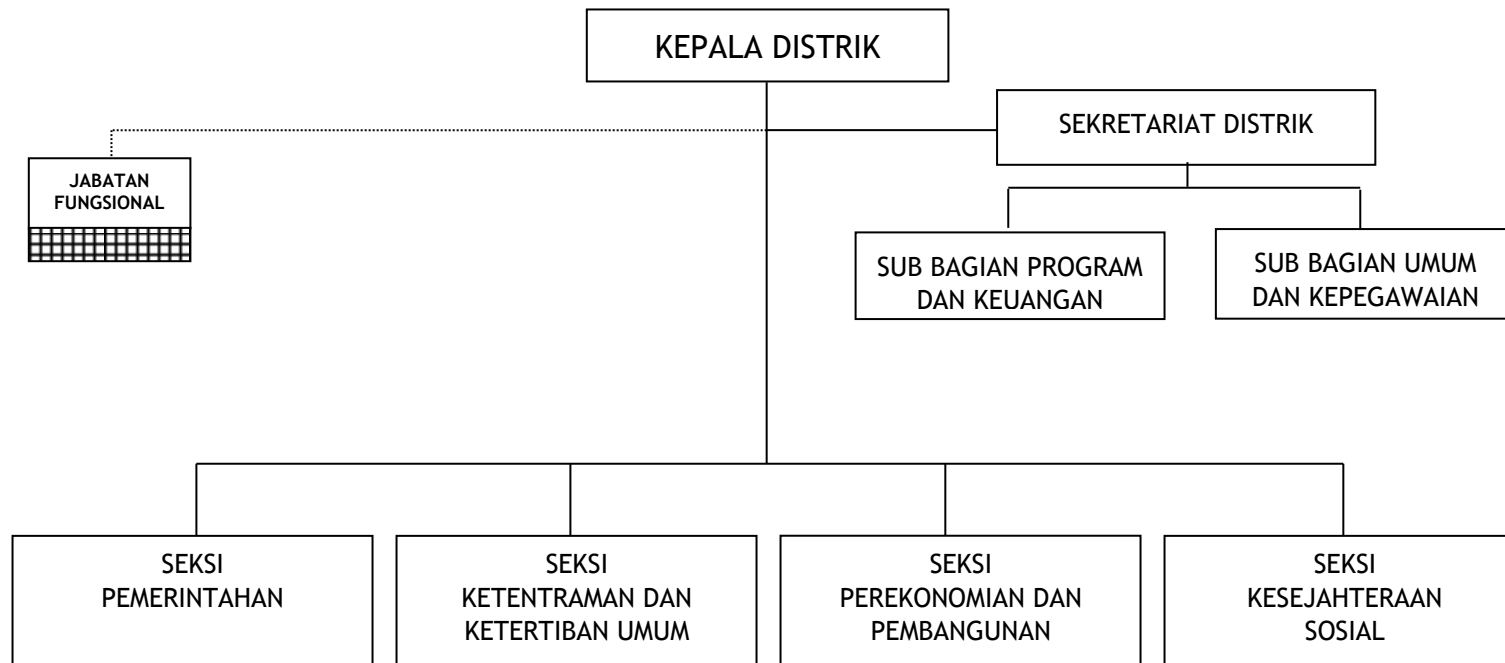 KEPALA DISTRIK
SEKRETARIAT DISTRIK
JABATAN
FUNGSIONAL
SUB BAGIAN PROGRAM
DAN KEUANGAN
SUB BAGIAN UMUM
DAN KEPEGAWAIAN
SEKSI
PEMERINTAHAN
SEKSI
KETENTRAMAN DAN
KETERTIBAN UMUM
SEKSI
PEREKONOMIAN DAN
PEMBANGUNAN
SEKSI
KESEJAHTERAAN
SOSIAL